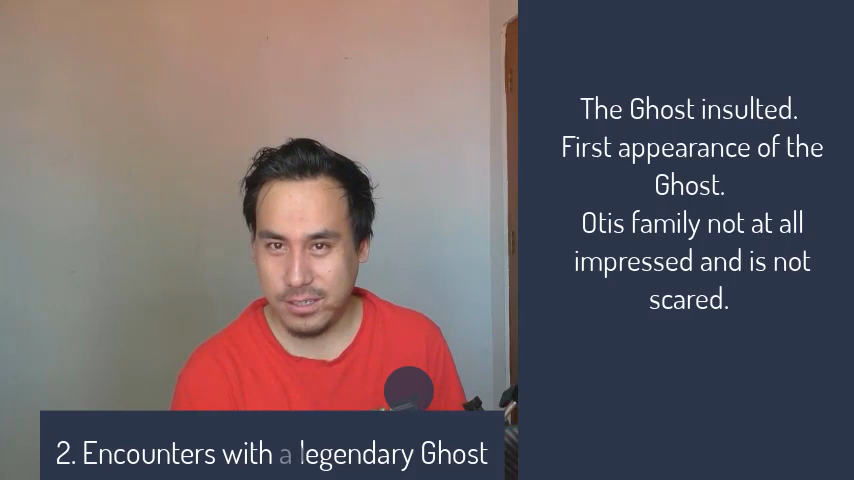 The Ghost insulted.
First appearance of the
Ghost.
Otis family not at all
impressed and is not
scared.
2. Encounters with a legendary Ghost